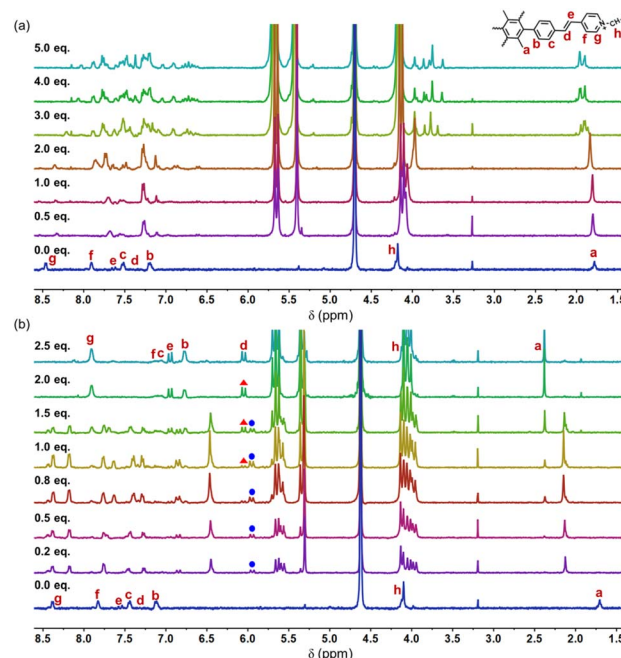 (a)
e
N+ CH
a b c d f g h
5.0 eq.
4.0 eq.
3.0 eq.
2.0 eq.
1.0 eq.
0.5 eq.
0.0 eq.
g f e c d b h a
8.5 8.0 7.5 7.0 6.5 6.0 5.5 5.0 4.5 4.0 3.5 3.0 2.5 2.0 1.5
δ (ppm)
(b)
2.5 eq.
g f c e b d h a
2.0 eq.
1.5 eq.
1.0 eq.
0.8 eq.
0.5 eq.
0.2 eq.
0.0 eq.
g f e c d b h a
8.5 8.0 7.5 7.0 6.5 6.0 5.5 5.0 4.5 4.0 3.5 3.0 2.5 2.0 1.5
δ (ppm)